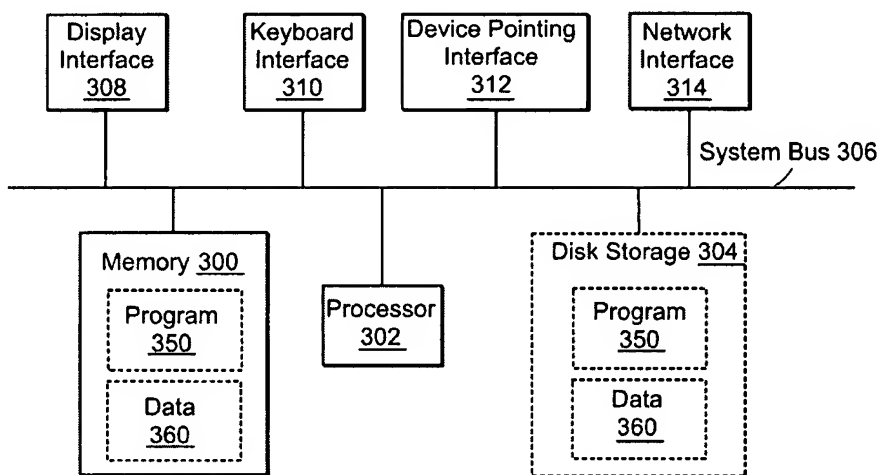 Display
Interface
308
Keyboard
Interface
310
Device Pointing
Interface
312
Network
Interface
314
System Bus 306
Memory 300
Program
350
Data
360
Processor
302
Disk Storage 304
Program
350
Data
360